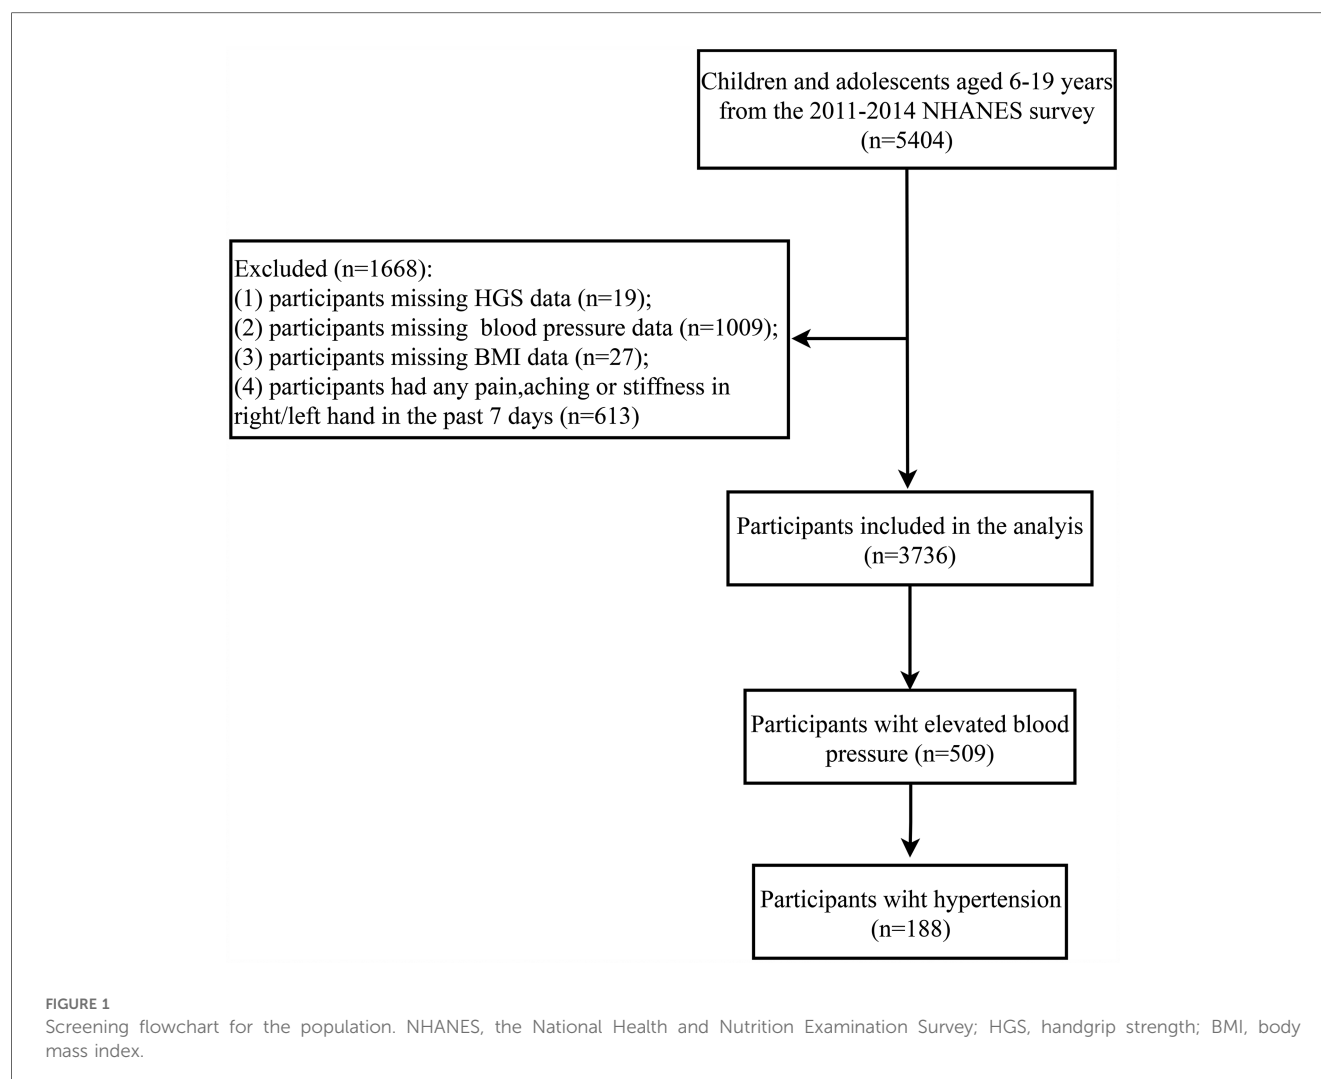 Children and adolescents aged 6-19 years
from the 2011-2014 NHANES survey
(n=5404)
Excluded (n=1668):
(1) participants missing HGS data (n=19);
(2) participants missing  blood pressure data (n=1009);
(3) participants missing BMI data (n=27);
(4) participants had any pain,aching or stiffness in
right/left hand in the past 7 days (n=613)
Participants included in the analyis
(n=3736)
Participants wiht elevated blood
pressure (n=509)
Participants wiht hypertension
(n=188)
FIGURE 1
Screening flowchart for the population. NHANES, the National Health and Nutrition Examination Survey; HGS, handgrip strength; BMI, body
mass index.